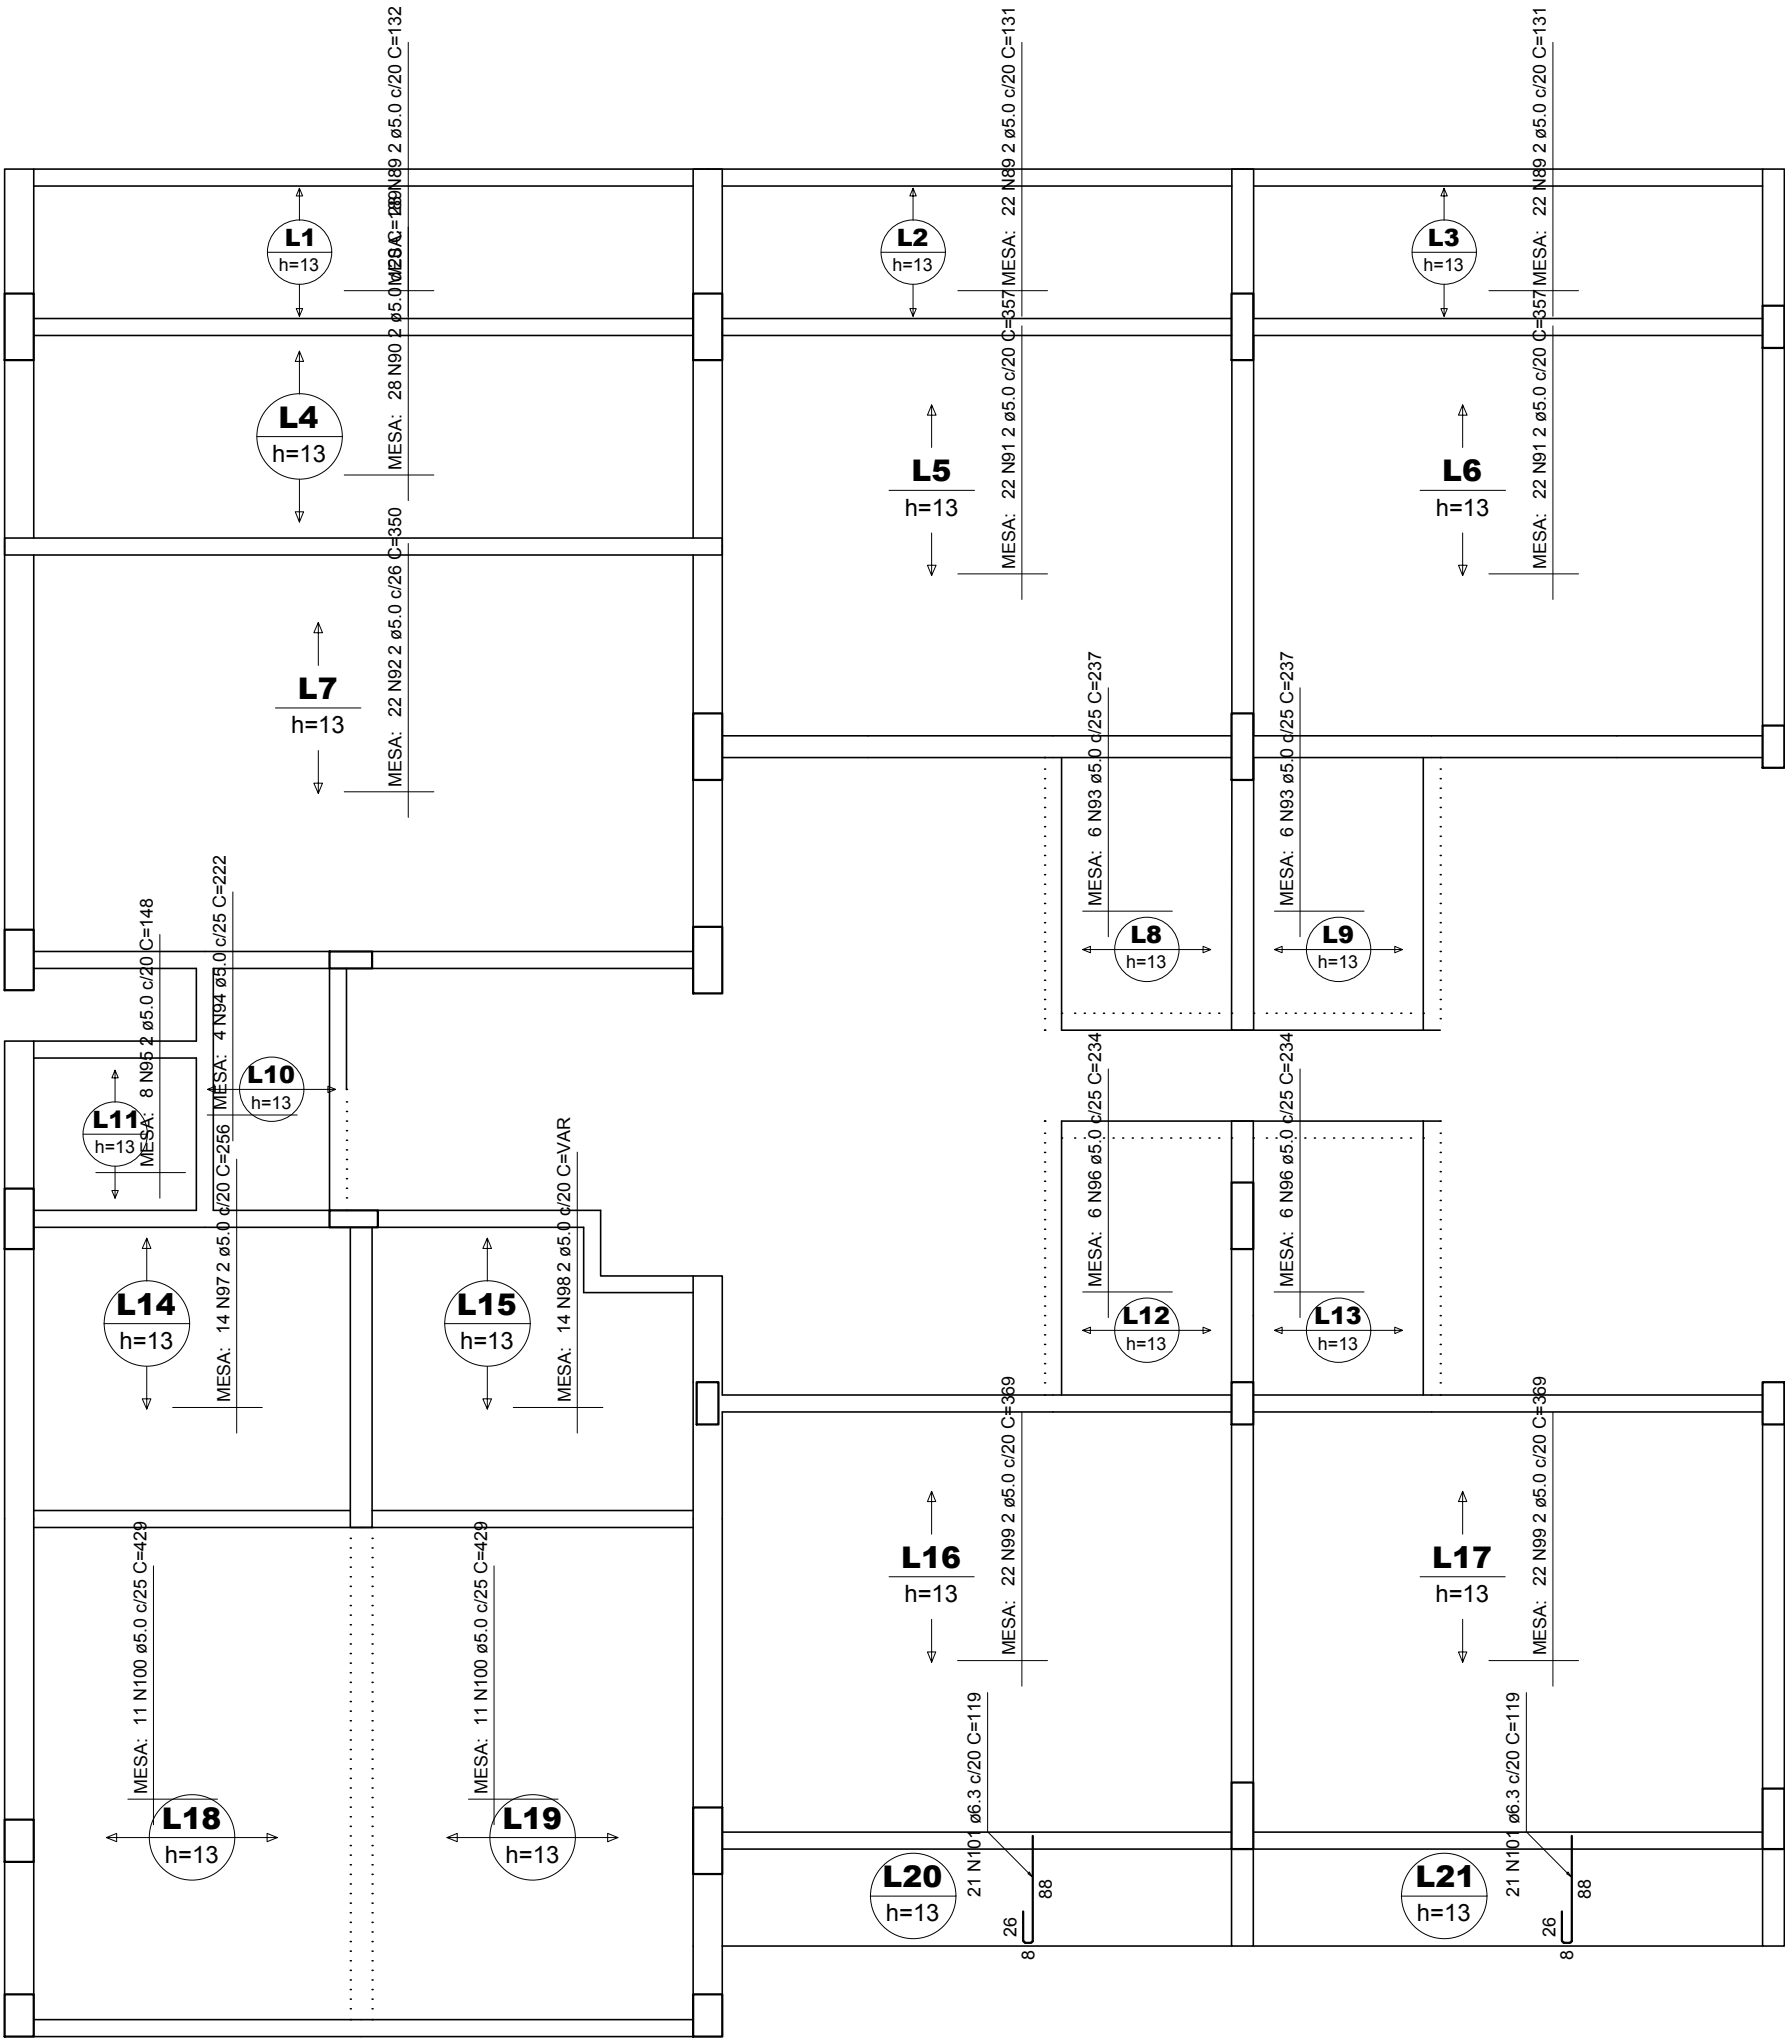 MESA: 28 N89 2 ø5.0 c/20 C=132
MESA: 22 N89 2 ø5.0 c/20 C=131
MESA: 22 N89 2 ø5.0 c/20 C=131
L1
h=13
L2
h=13
L3
h=13
MESA: 28 N90 2 ø5.0 c/20 C=189
MESA: 22 N91 2 ø5.0 c/20 C=357
MESA: 22 N91 2 ø5.0 c/20 C=357
L4
h=13
L5
h=13
L6
h=13
MESA: 22 N92 2 ø5.0 c/26 C=350
L7
h=13
MESA: 6 N93 ø5.0 c/25 C=237
MESA: 6 N93 ø5.0 c/25 C=237
L8
h=13
L9
h=13
MESA: 8 N95 2 ø5.0 c/20 C=148
MESA: 4 N94 ø5.0 c/25 C=222
L10
h=13
L11
h=13
MESA: 6 N96 ø5.0 c/25 C=234
MESA: 6 N96 ø5.0 c/25 C=234
L12
h=13
L13
h=13
MESA: 14 N97 2 ø5.0 c/20 C=256
MESA: 14 N98 2 ø5.0 c/20 C=VAR
L14
h=13
L15
h=13
MESA: 22 N99 2 ø5.0 c/20 C=369
MESA: 22 N99 2 ø5.0 c/20 C=369
L16
h=13
L17
h=13
MESA: 11 N100 ø5.0 c/25 C=429
MESA: 11 N100 ø5.0 c/25 C=429
L18
h=13
L19
h=13
21 N101 ø6.3 c/20 C=119
21 N101 ø6.3 c/20 C=119
L20
h=13
88
26
8
L21
h=13
88
26
8